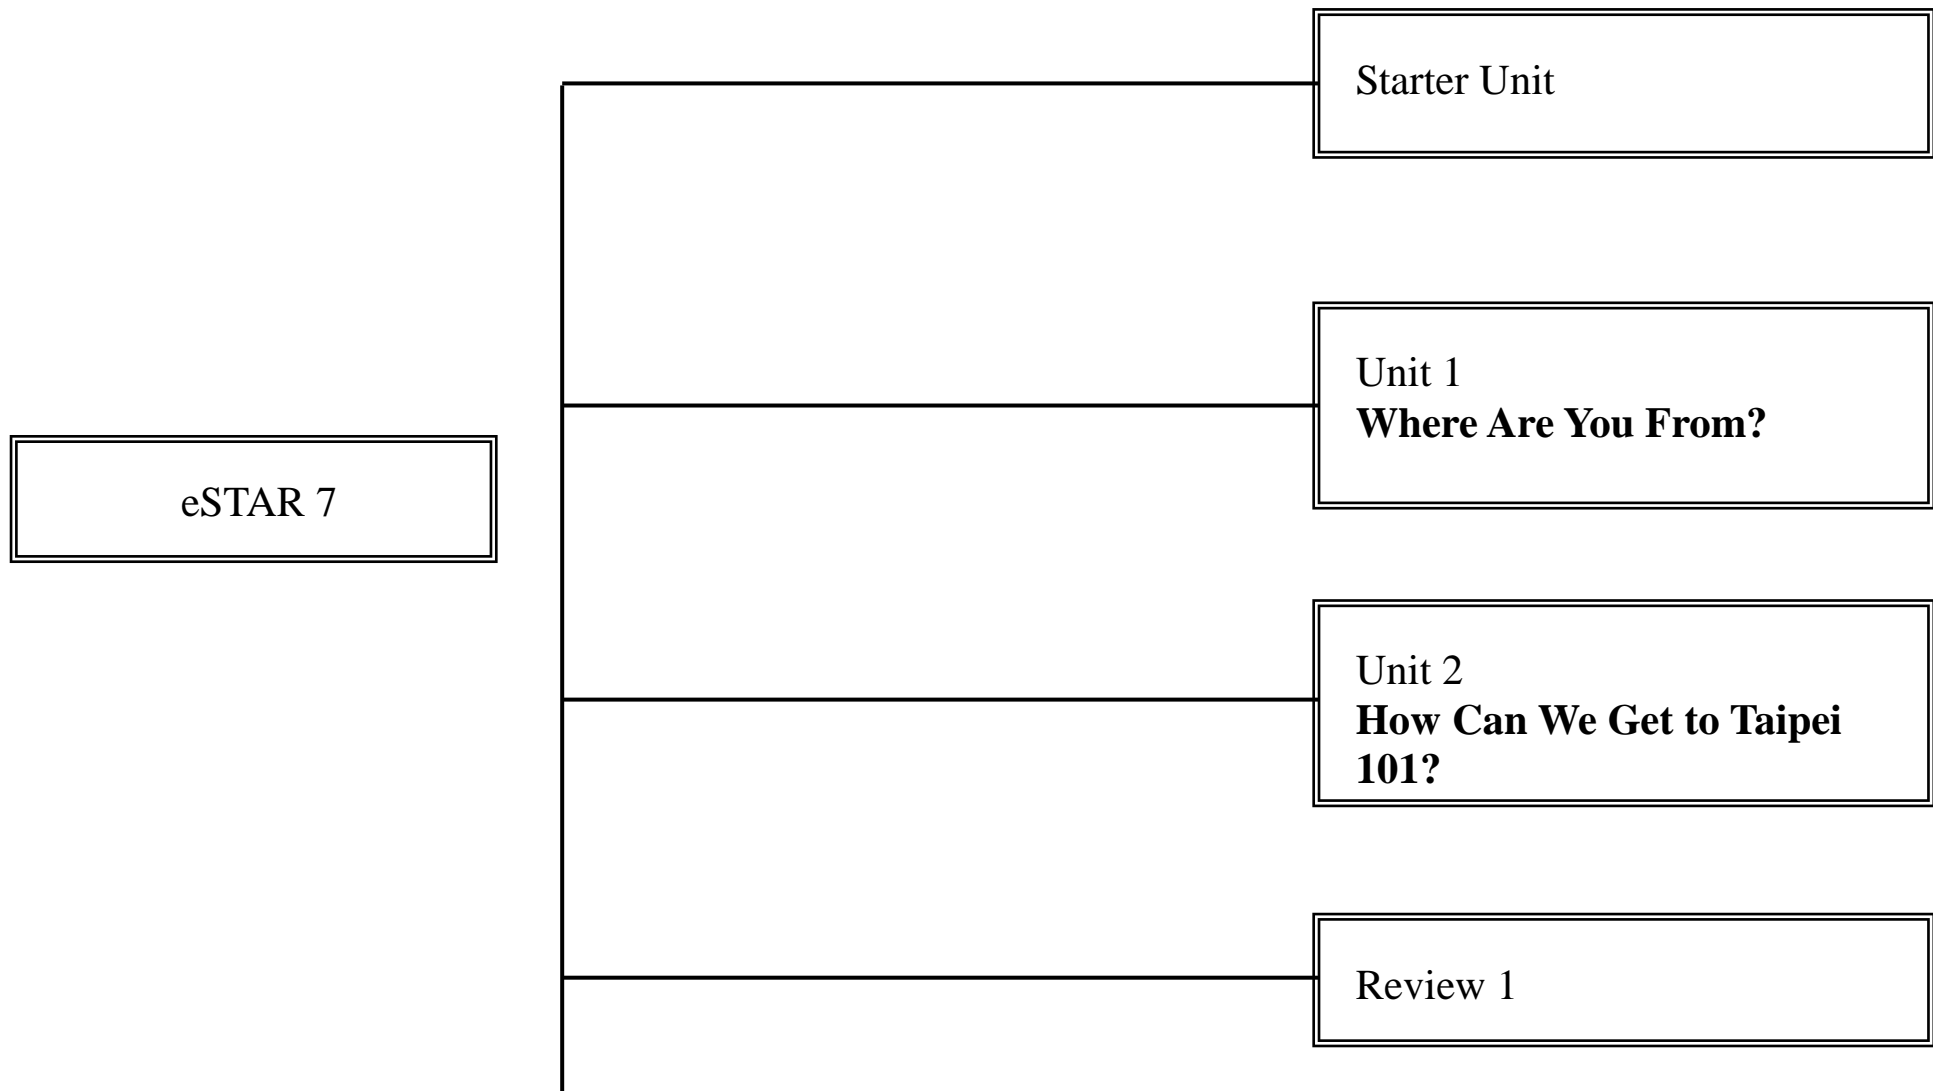 Starter Unit
Unit 1
Where Are You From?
eSTAR 7
Unit 2
How Can We Get to Taipei
101?
Review 1